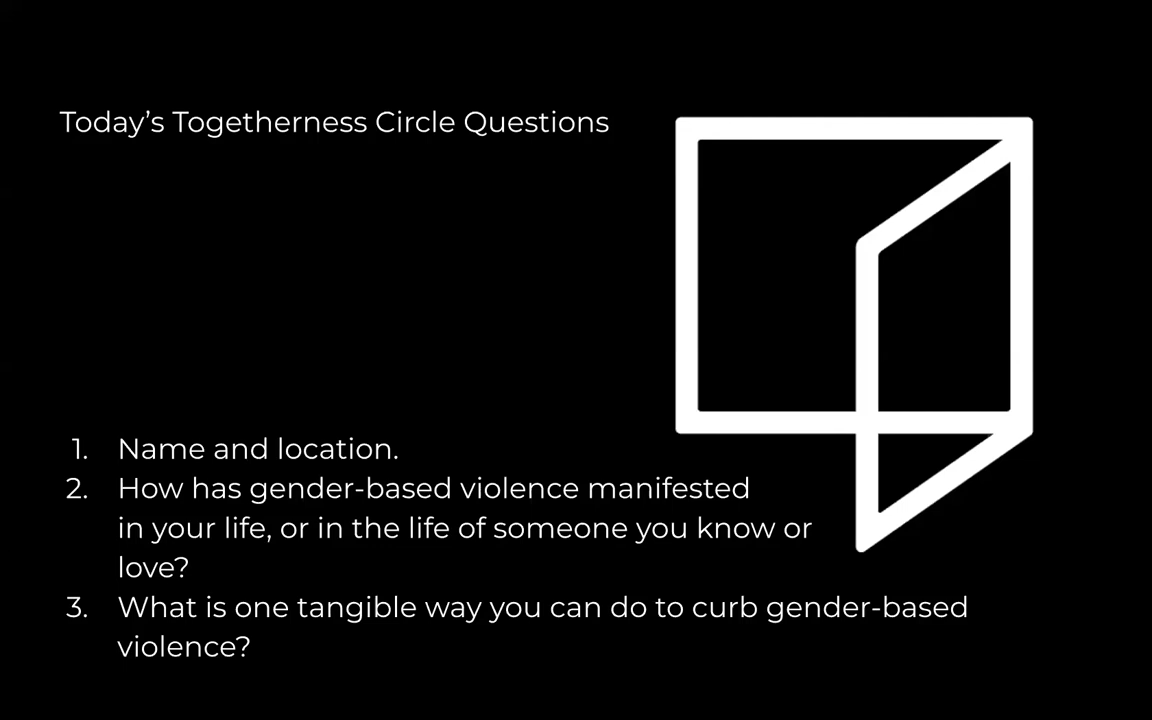 Today’s Togetherness Circle Questions
1. Name and location.
2. How has gender-based violence manifested
in your life, or in the life of someone you know or
love?
3. What is one tangible way you can do to curb gender-based
violence?